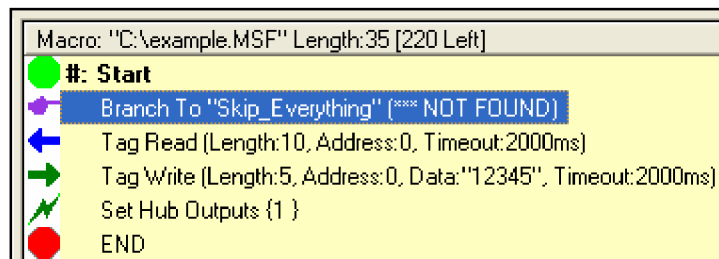 Macro: "C:\example.MSF" Length:35 [220 Left]
#: Start
Branch To "Skip_Everything" (*** NOT FOUND)
Tag Read (Length:10, Address:0, Timeout:2000ms)
Tag Write (Length:5, Address:0, Data:"12345", Timeout:2000ms)
Set Hub Outputs {1 }
END